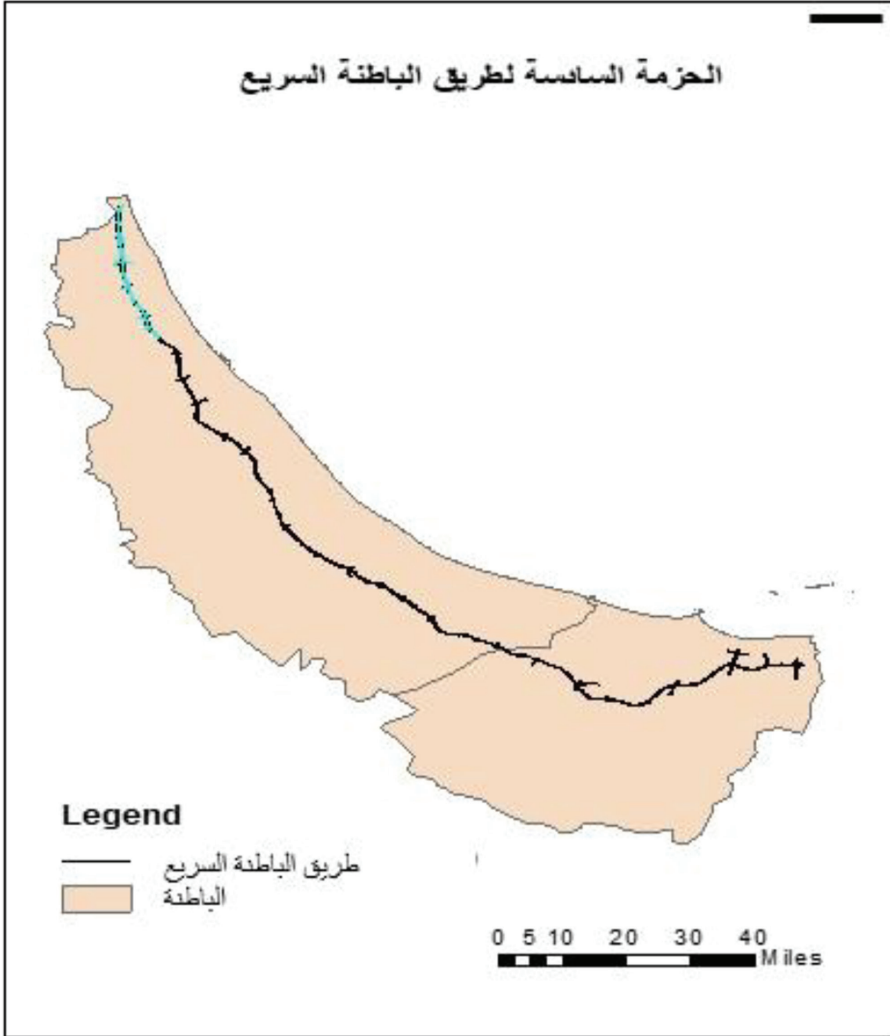 الحزمة السادسة لطريق الباطنة السريع
Legend
طريق الباطنة السريع
الباطنة
0 5 10 20 30 40
Miles